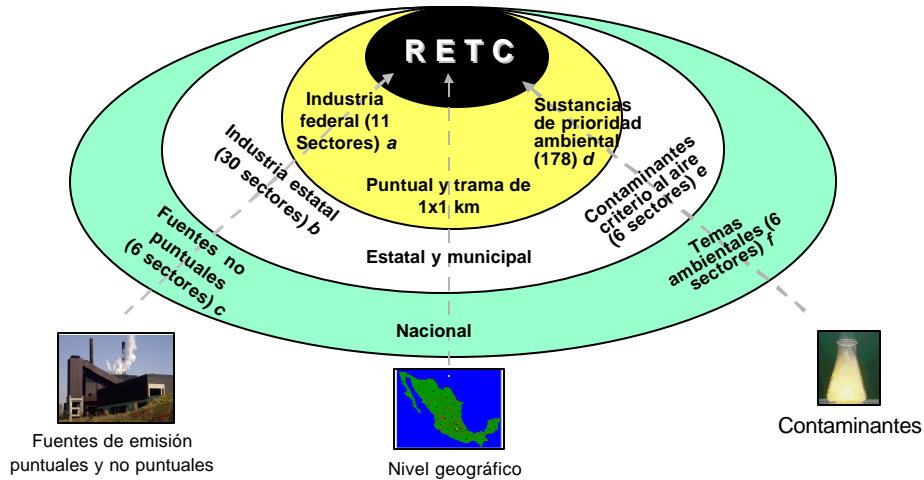 RETC
Industria
federal (11
Sectores) a
Sustancias
de prioridad
ambiental
(178) d
Industria estatal
(30 sectores) b
Puntual y trama de
1x1 km
Contaminantes
criterio al aire
(6 sectores) e
Fuentes no
puntuales
(6 sectores) c
Estatal y municipal
Temas
ambientales (6
sectores) f
Nacional
Fuentes de emisión
puntuales y no puntuales
Nivel geográfico
Contaminantes